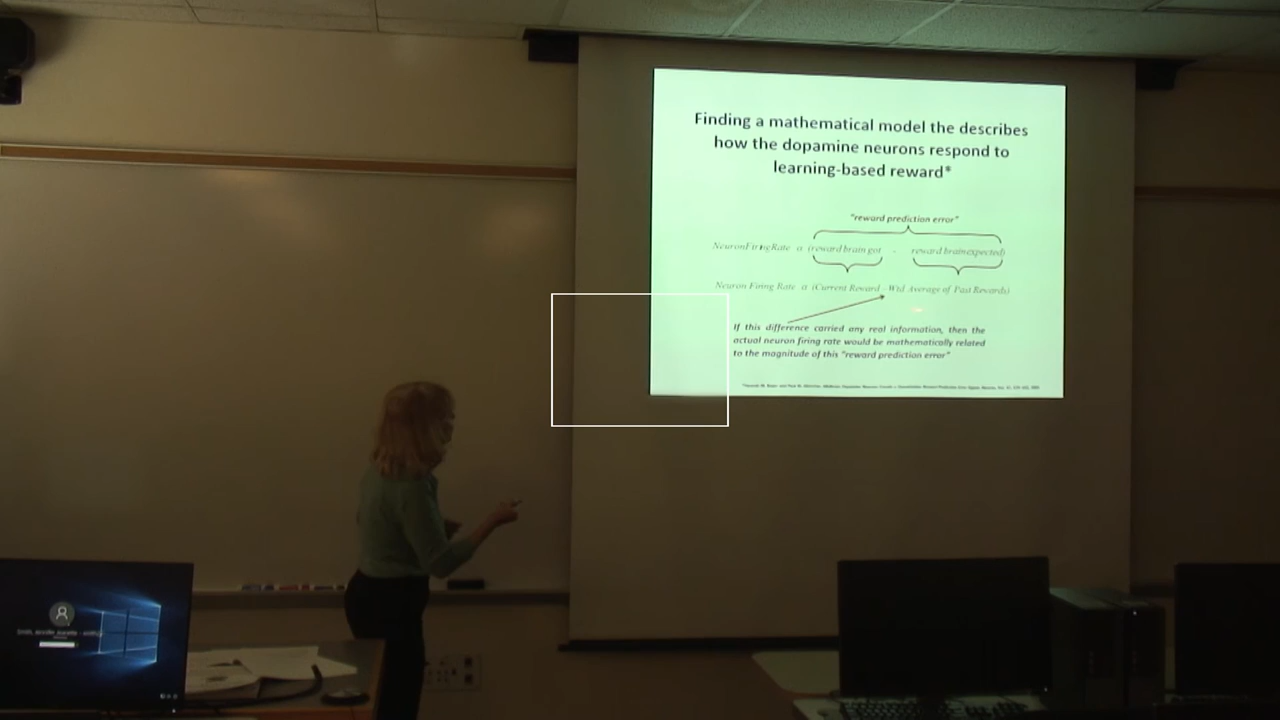 Finding a mathematical model the describes
how the dopamine neurons respond to
learning-based reward*
"reward prediction error"
NeuronFiringRate α (reward brain got - reward brain expected)
Neuron Firing Rate α (Current Reward - Wtd Average of Past Rewards)
If this difference carried any real information, then the
actual neuron firing rate would be mathematically related
to the magnitude of this "reward prediction error"